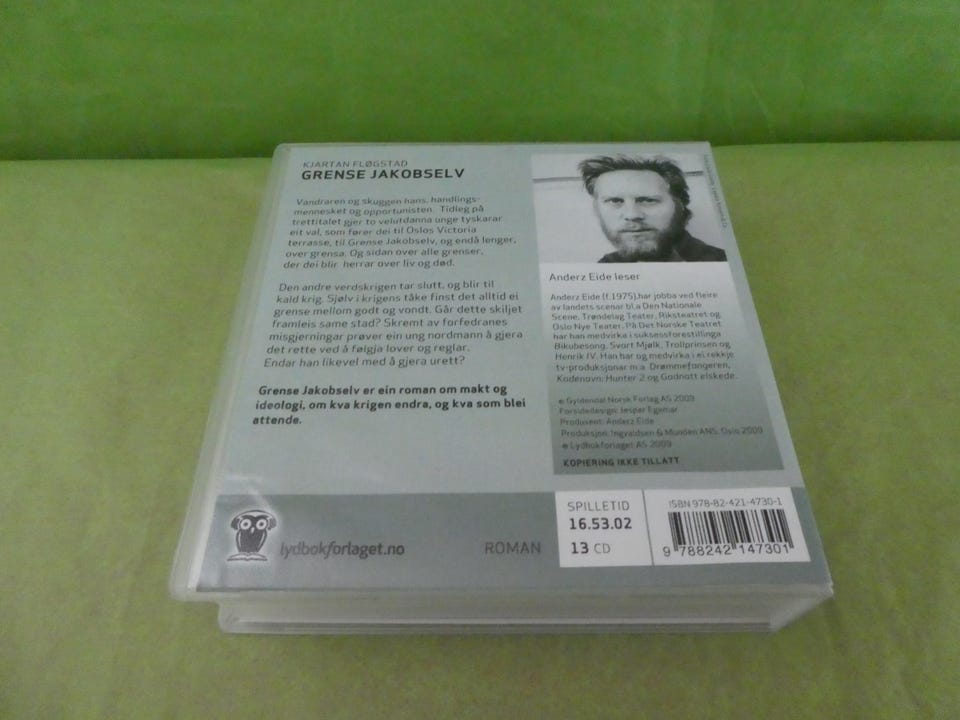 KJARTAN FLØGSTAD
GRENSE JAKOBSELV
Vandraren og skuggen hans, handlings-
mennesket og opportunisten. Tidleg på
trettitalet gjer to velutdanna unge tyskarar
eit val, som fører dei til Oslos Victoria
terrasse, til Grense Jakobselv, og endå lenger,
over grensa. Og sidan over alle grenser,
der dei blir herrar over liv og død.
Den andre verdskrigen tar slutt, og blir til
kald krig. Sjølv i krigens tåke finst det alltid ei
grense mellom godt og vondt. Går dette skiljet
framleis same stad? Skremt av forfedranes
misgjerningar prøver ein ung nordmann å gjera
det rette ved å følgja lover og reglar.
Endar han likevel med å gjera urett?
Grense Jakobselv er ein roman om makt og
ideologi, om kva krigen endra, og kva som blei
attende.
Anderz Eide leser
Anderz Eide (f.1975),har jobba ved fleire
av landets scenar bl.a Den Nationale
Scene, Trøndelag Teater, Riksteatret og
Oslo Nye Teater. På Det Norske Teatret
har han medvirka i suksessforestillinga
Bikubesong, Svart Mjølk, Trollprinsen og
Henrik IV. Han har og medvirka i ei rekkje
tv-produksjonar m.a. Drømmefangeren,
Kodenavn: Hunter 2 og Godnatt elskede.
Gyldendal Norsk Forlag AS 2009
Forsidedesign: Jesper Egemar
Produsent: Anderz Eide
Produksjon: Ingvaldsen & Munden ANS, Oslo 2009
Lydbokforlaget AS 2009
KOPIERING IKKE TILLATT
lydbokforlaget.no
ROMAN
SPILLETID
16.53.02
13 CD
ISBN 978-82-421-4730-1
9 788242 147301